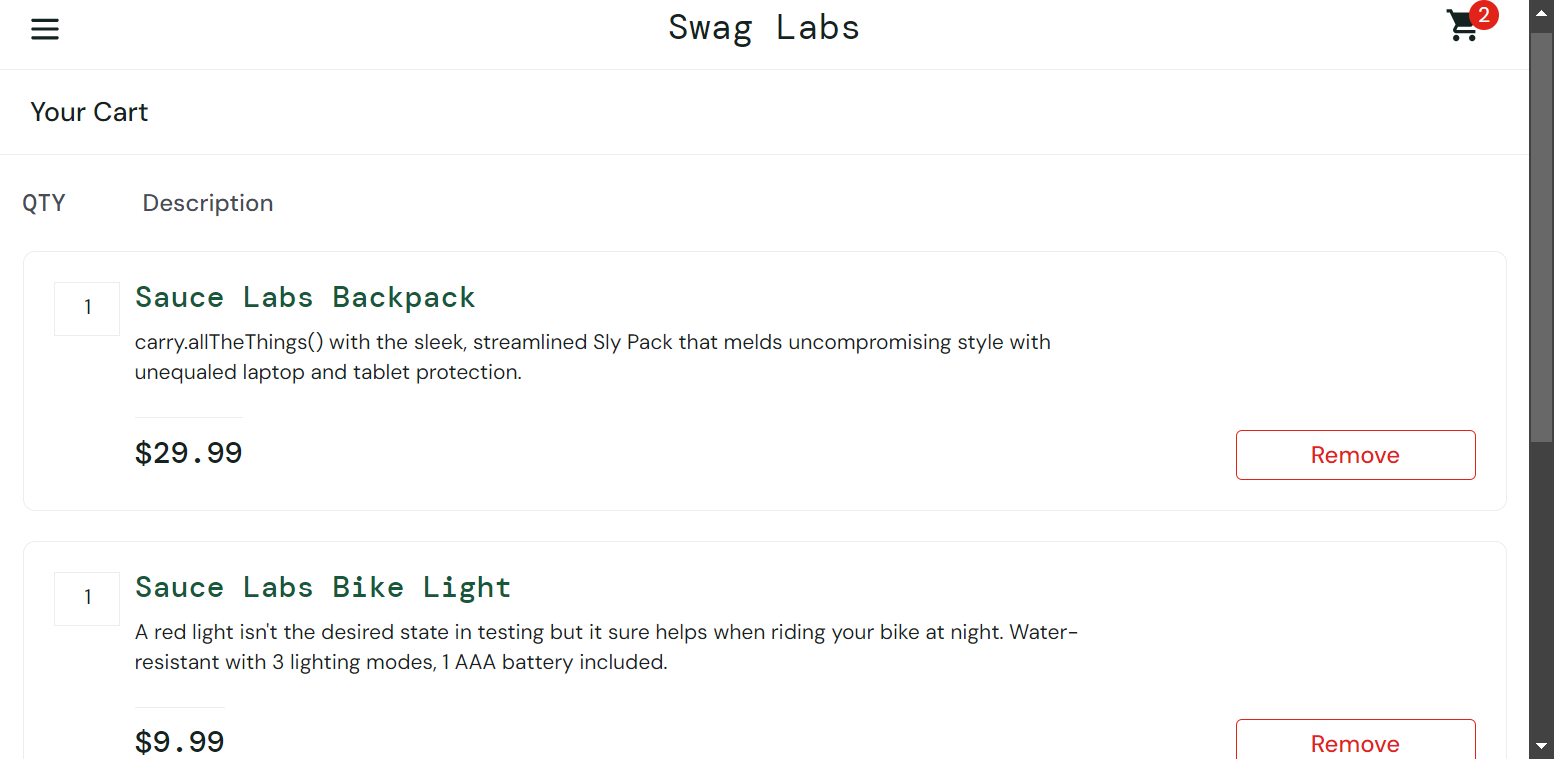 Swag Labs
2
Your Cart
QTY Description
1
Sauce Labs Backpack
carry.allTheThings() with the sleek, streamlined Sly Pack that melds uncompromising style with
unequaled laptop and tablet protection.
$29.99
Remove
1
Sauce Labs Bike Light
A red light isn't the desired state in testing but it sure helps when riding your bike at night. Water-
resistant with 3 lighting modes, 1 AAA battery included.
$9.99
Remove